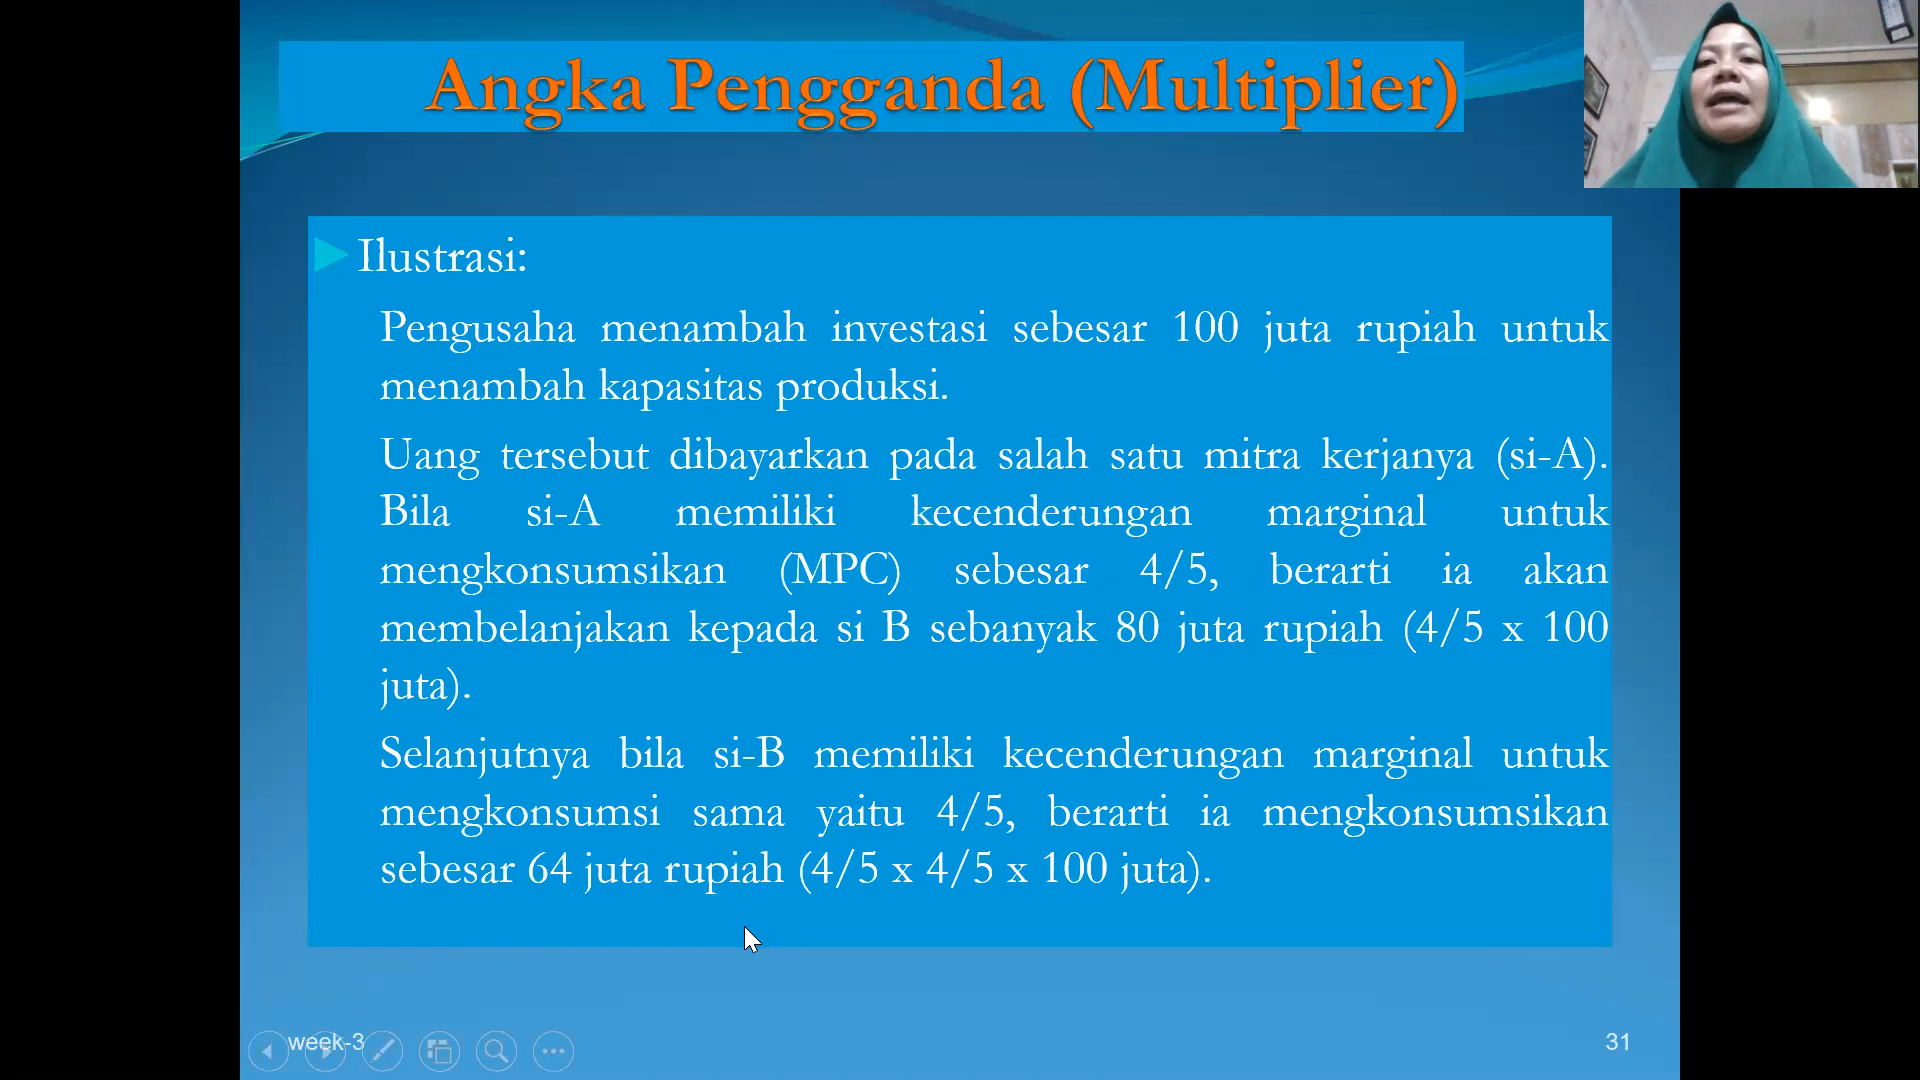 Angka Pengganda (Multiplier)
Ilustrasi:
Pengusaha menambah investasi sebesar 100 juta rupiah untuk
menambah kapasitas produksi.
Uang tersebut dibayarkan pada salah satu mitra kerjanya (si-A).
Bila si-A memiliki kecenderungan marginal untuk
mengkonsumsikan (MPC) sebesar 4/5, berarti ia akan
membelanjakan kepada si B sebanyak 80 juta rupiah (4/5 x 100
juta).
Selanjutnya bila si-B memiliki kecenderungan marginal untuk
mengkonsumsi sama yaitu 4/5, berarti ia mengkonsumsikan
sebesar 64 juta rupiah (4/5 x 4/5 x 100 juta).
week-3
31